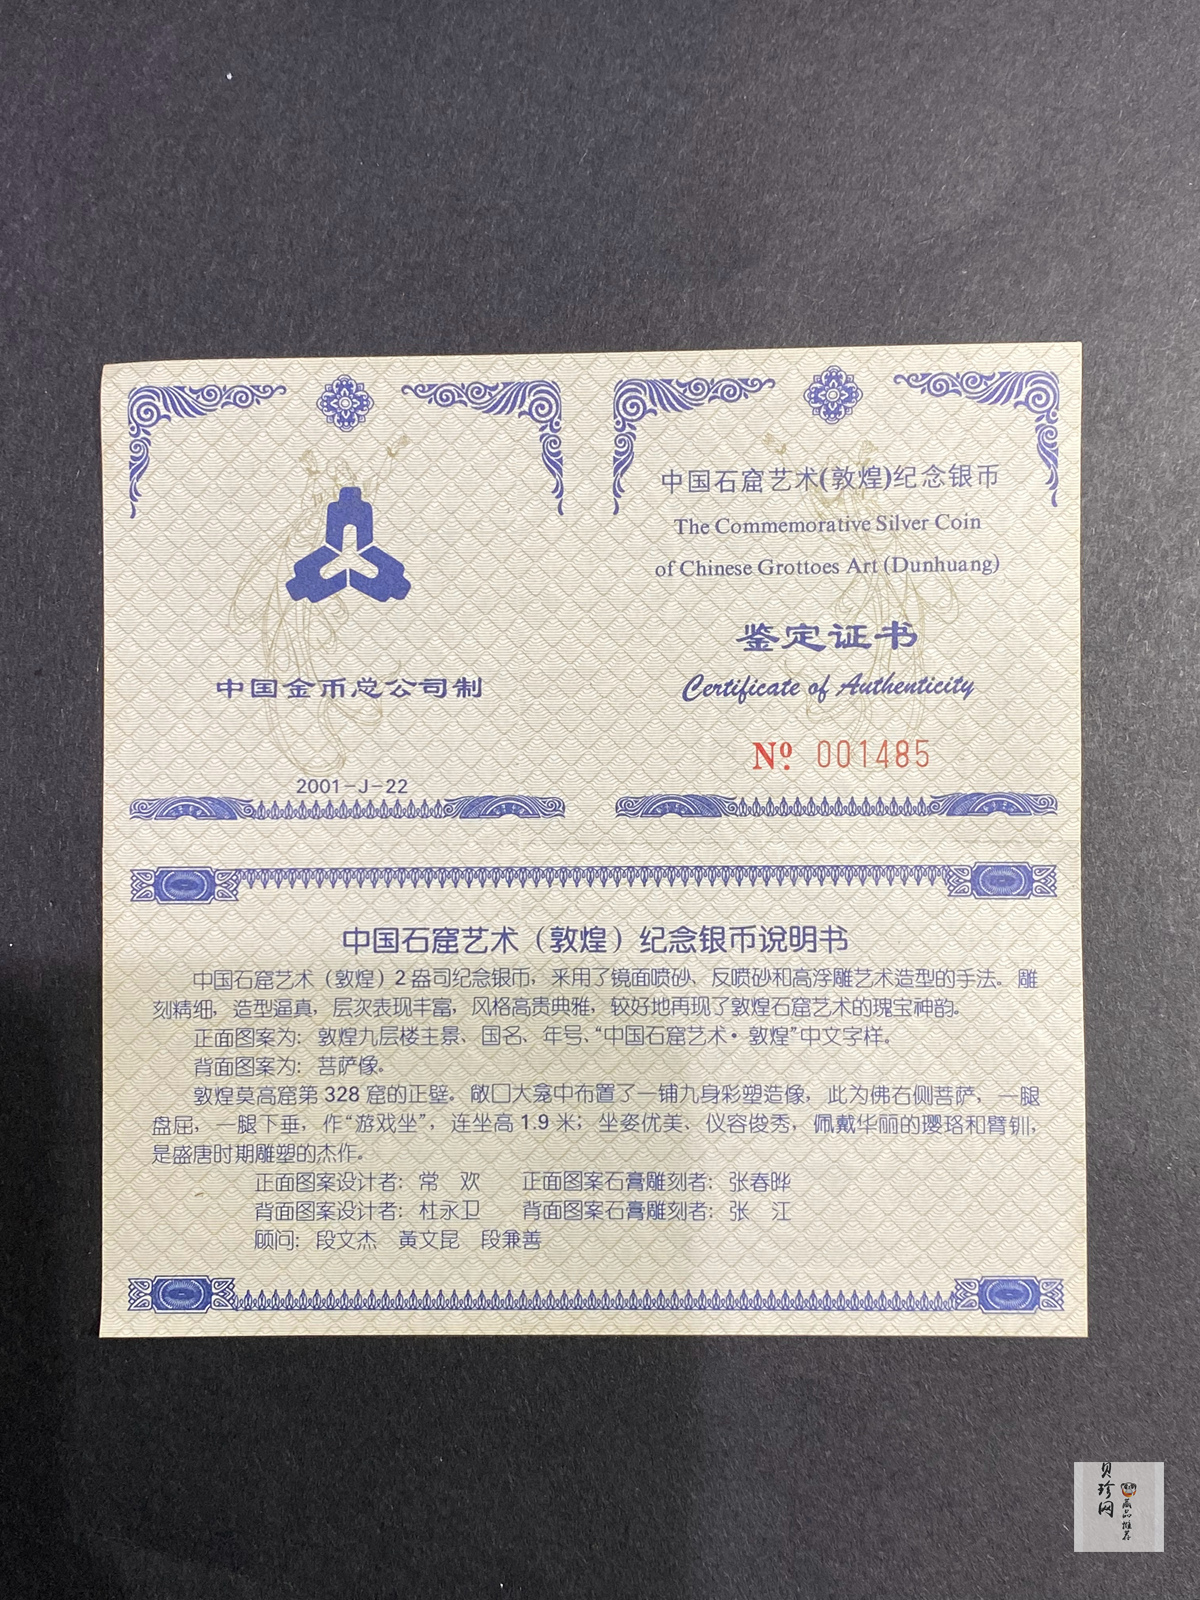 中国石窟艺术(敦煌)纪念银币
The Commemorative Silver Coin
of Chinese Grottoes Art (Dunhuang)
鉴定证书
Certificate of Authenticity
No. 001485
中国金币总公司制
2001-J-22
中国石窟艺术（敦煌）纪念银币说明书
中国石窟艺术（敦煌）2盎司纪念银币，采用了镜面喷砂、反喷砂和高浮雕艺术造型的手法。雕
刻精细，造型逼真，层次表现丰富，风格高贵典雅，较好地再现了敦煌石窟艺术的瑰宝神韵。
正面图案为：敦煌九层楼主景、国名、年号、“中国石窟艺术·敦煌”中文字样。
背面图案为：菩萨像。
敦煌莫高窟第328窟的正壁。敞口大龛中布置了一铺九身彩塑造像，此为佛右侧菩萨，一腿
盘屈，一腿下垂，作“游戏坐”，连坐高1.9米；坐姿优美、仪容俊秀，佩戴华丽的璎珞和臂钏，
是盛唐时期雕塑的杰作。
正面图案设计者：常 欢 正面图案石膏雕刻者：张春晔
背面图案设计者：杜永卫 背面图案石膏雕刻者：张 江
顾问：段文杰 黄文昆 段兼善
贝珍网
藏品推荐